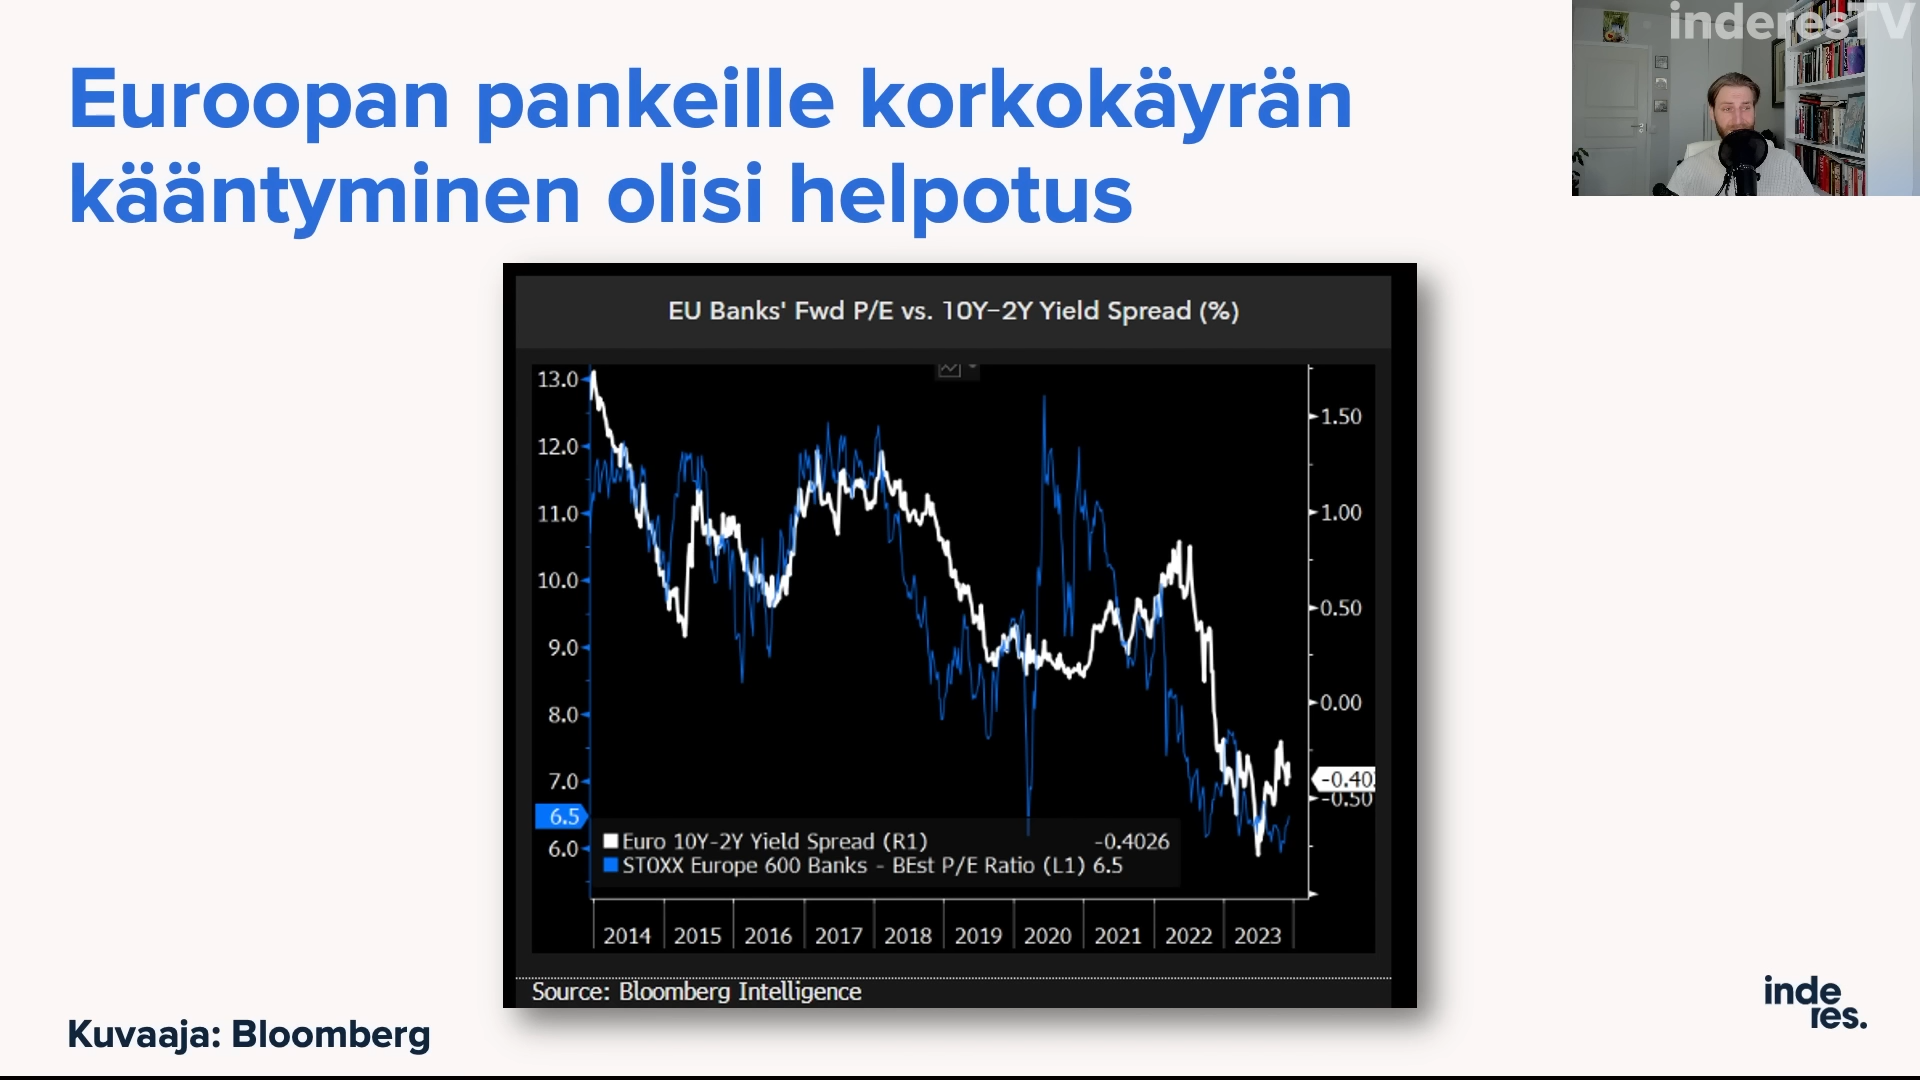 inderesTV
Euroopan pankeille korkokäyrän
kääntyminen olisi helpotus
EU Banks' Fwd P/E vs. 10Y-2Y Yield Spread (%)
13.0
12.0
11.0
10.0
9.0
8.0
7.0
6.5
6.0
1.50
1.00
0.50
0.00
-0.40
-0.50
Euro 10Y-2Y Yield Spread (R1) -0.4026
STOXX Europe 600 Banks - BEst P/E Ratio (L1) 6.5
2014 2015 2016 2017 2018 2019 2020 2021 2022 2023
Source: Bloomberg Intelligence
Kuvaaja: Bloomberg
inde
res.